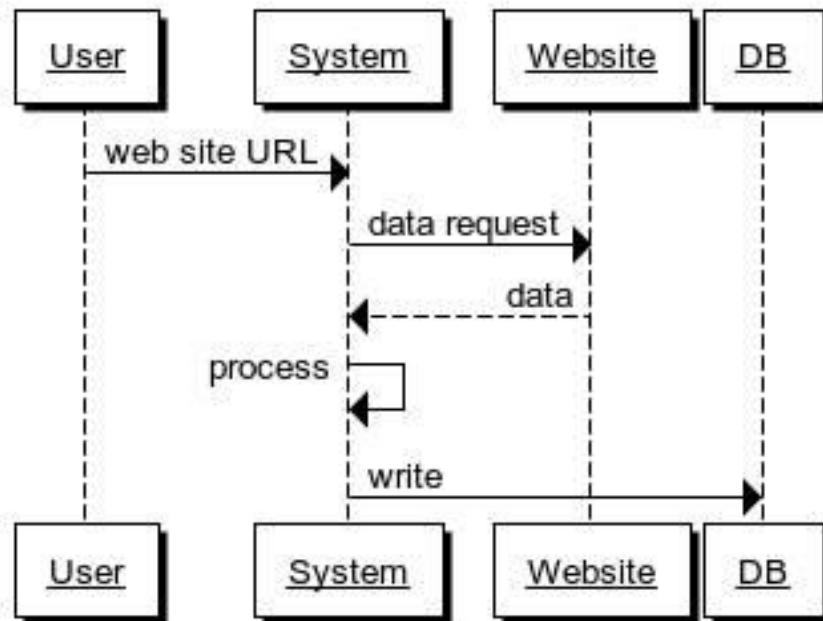 User System Website DB
web site URL
data request
data
process
write
User System Website DB